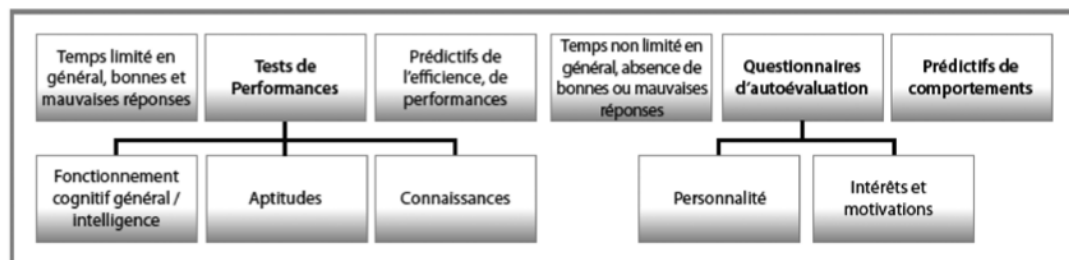 Temps limité en
général, bonnes et
mauvaises réponses
Tests de
Performances
Prédictifs de
l'efficience, de
performances
Temps non limité en
général, absence de
bonnes ou mauvaises
réponses
Questionnaires
d'autoévaluation
Prédictifs de
comportements
Fonctionnement
cognitif général /
intelligence
Aptitudes
Connaissances
Personnalité
Intérêts et
motivations